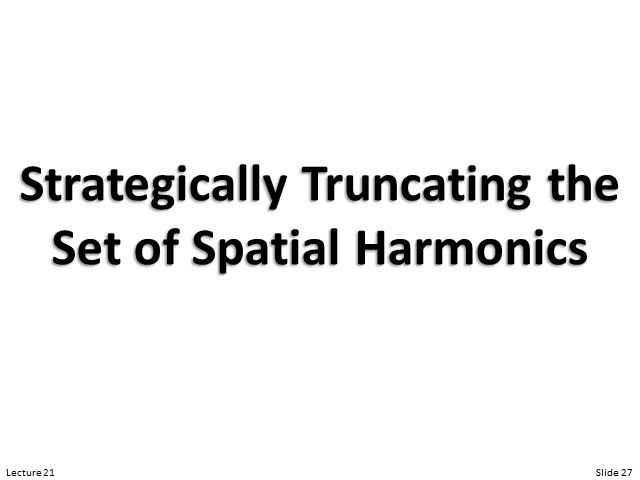 Strategically Truncating the
Set of Spatial Harmonics
Lecture 21
Slide 27